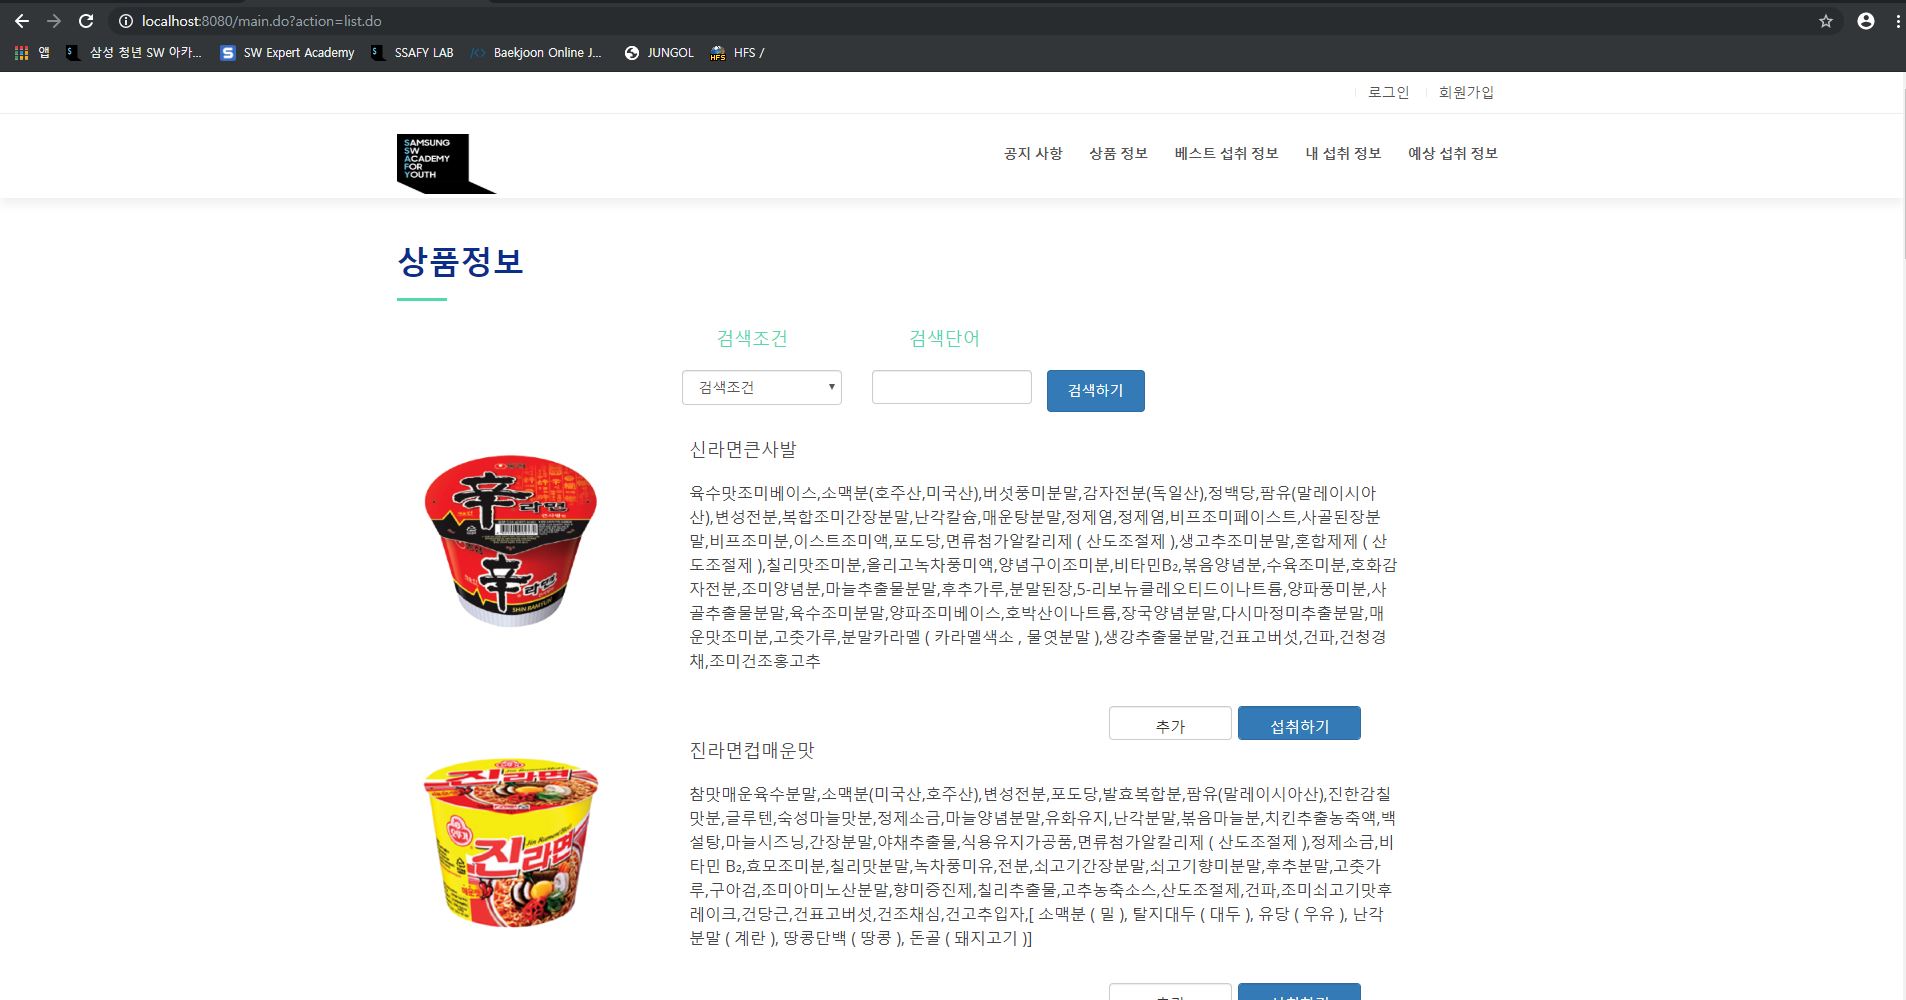 localhost:8080/main.do?action=list.do
앱 삼성 청년 SW 아카... SW Expert Academy SSAFY LAB Baekjoon Online J... JUNGOL HFS /
로그인 회원가입
SAMSUNG
SW
ACADEMY
FOR
YOUTH
공지 사항 상품 정보 베스트 섭취 정보 내 섭취 정보 예상 섭취 정보
상품정보
검색조건 검색단어
검색조건 검색하기
신라면큰사발
육수맛조미베이스,소맥분(호주산,미국산),버섯풍미분말,감자전분(독일산),정백당,팜유(말레이시아
산),변성전분,복합조미간장분말,난각칼슘,매운탕분말,정제염,정제염,비프조미페이스트,사골된장분
말,비프조미분,이스트조미액,포도당,면류첨가알칼리제 ( 산도조절제 ),생고추조미분말,혼합제제 ( 산
도조절제 ),칠리맛조미분,올리고녹차풍미액,양념구이조미분,비타민B₂,볶음양념분,수육조미분,호화감
자전분,조미양념분,마늘추출물분말,후추가루,분말된장,5-리보뉴클레오티드이나트륨,양파풍미분,사
골추출물분말,육수조미분말,양파조미베이스,호박산이나트륨,장국양념분말,다시마정미추출분말,매
운맛조미분,고춧가루,분말카라멜 ( 카라멜색소 , 물엿분말 ),생강추출물분말,건표고버섯,건파,건청경
채,조미건조홍고추
辛라면
농심
辛라면
SHIN RAMYUN
추가 섭취하기
진라면컵매운맛
참맛매운육수분말,소맥분(미국산,호주산),변성전분,포도당,발효복합분,팜유(말레이시아산),진한감칠
맛분,글루텐,숙성마늘맛분,정제소금,마늘양념분말,유화유지,난각분말,볶음마늘분,치킨추출농축액,백
설탕,마늘시즈닝,간장분말,야채추출물,식용유지가공품,면류첨가알칼리제 ( 산도조절제 ),정제소금,비
타민 B₂,효모조미분,칠리맛분말,녹차풍미유,전분,쇠고기간장분말,쇠고기향미분말,후추분말,고춧가
루,구아검,조미아미노산분말,향미증진제,칠리추출물,고추농축소스,산도조절제,건파,조미쇠고기맛후
레이크,건당근,건표고버섯,건조채심,건고추입자,[ 소맥분 ( 밀 ), 탈지대두 ( 대두 ), 유당 ( 우유 ), 난각
분말 ( 계란 ), 땅콩단백 ( 땅콩 ), 돈골 ( 돼지고기 )]
진라면
오뚜기
Jin Ramen
진라면
매운맛
추가 섭취하기